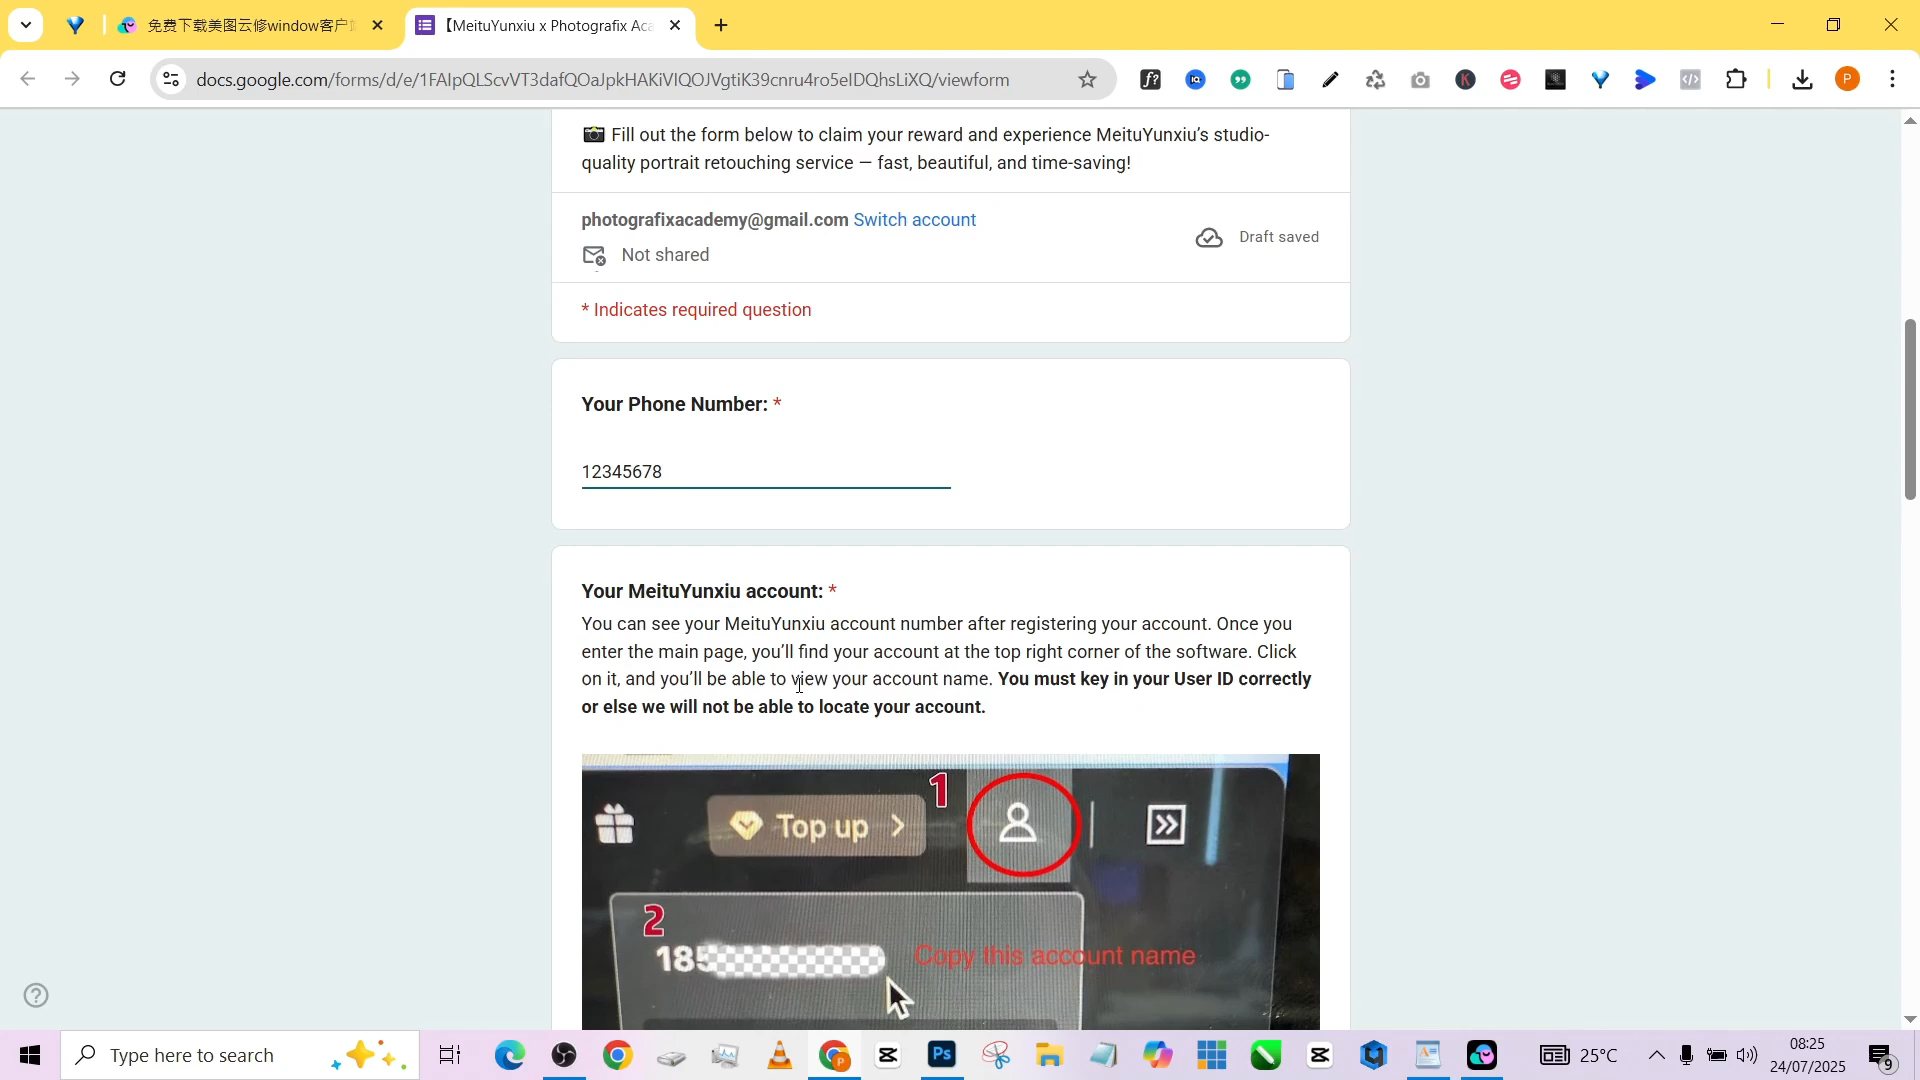 免费下载美图云修window客户端
【MeituYunxiu x Photografix Aca
docs.google.com/forms/d/e/1FAIpQLScvVT3dafQOaJpkHAKiVIQOJVgtiK39cnru4ro5eIDQhsLiXQ/viewform
📷 Fill out the form below to claim your reward and experience MeituYunxiu’s studio-
quality portrait retouching service — fast, beautiful, and time-saving!
photografixacademy@gmail.com Switch account
Draft saved
Not shared
* Indicates required question
Your Phone Number: *
12345678
Your MeituYunxiu account: *
You can see your MeituYunxiu account number after registering your account. Once you
enter the main page, you’ll find your account at the top right corner of the software. Click
on it, and you’ll be able to view your account name. You must key in your User ID correctly
or else we will not be able to locate your account.
1
Top up
2
185
Copy this account name
Type here to search
Ps
25°C
08:25
24/07/2025
9